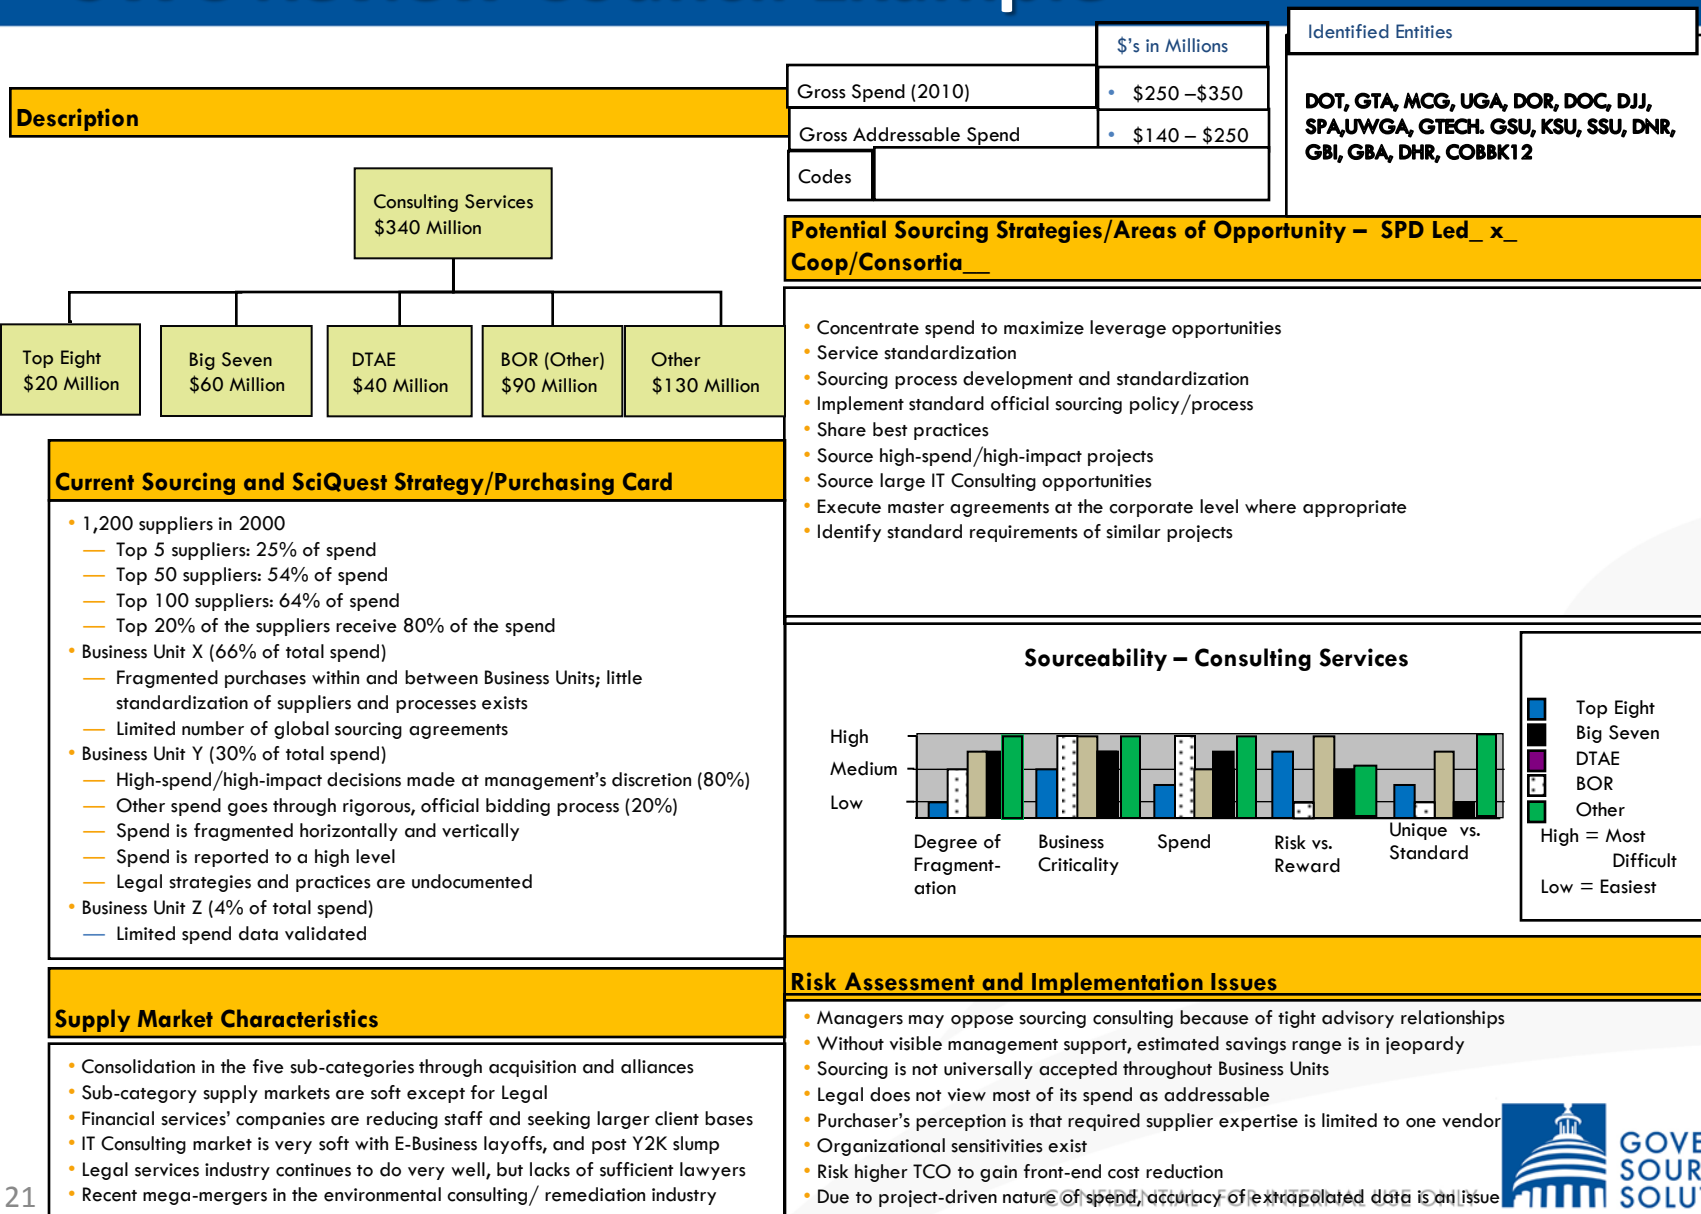 $'s in Millions
Identified Entities
Gross Spend (2010)
• $250 –$350
Gross Addressable Spend
• $140 – $250
Codes
DOT, GTA, MCG, UGA, DOR, DOC, DJJ,
SPA,UWGA, GTECH. GSU, KSU, SSU, DNR,
GBI, GBA, DHR, COBBK12
Description
Consulting Services
$340 Million
Top Eight
$20 Million
Big Seven
$60 Million
DTAE
$40 Million
BOR (Other)
$90 Million
Other
$130 Million
Potential Sourcing Strategies/Areas of Opportunity – SPD Led_ x_
Coop/Consortia__
• Concentrate spend to maximize leverage opportunities
• Service standardization
• Sourcing process development and standardization
• Implement standard official sourcing policy/process
• Share best practices
• Source high-spend/high-impact projects
• Source large IT Consulting opportunities
• Execute master agreements at the corporate level where appropriate
• Identify standard requirements of similar projects
Current Sourcing and SciQuest Strategy/Purchasing Card
• 1,200 suppliers in 2000
— Top 5 suppliers: 25% of spend
— Top 50 suppliers: 54% of spend
— Top 100 suppliers: 64% of spend
— Top 20% of the suppliers receive 80% of the spend
• Business Unit X (66% of total spend)
— Fragmented purchases within and between Business Units; little
standardization of suppliers and processes exists
— Limited number of global sourcing agreements
• Business Unit Y (30% of total spend)
— High-spend/high-impact decisions made at management's discretion (80%)
— Other spend goes through rigorous, official bidding process (20%)
— Spend is fragmented horizontally and vertically
— Spend is reported to a high level
— Legal strategies and practices are undocumented
• Business Unit Z (4% of total spend)
— Limited spend data validated
Sourceability – Consulting Services
High
Medium
Low
Degree of
Fragment-
ation
Business
Criticality
Spend
Risk vs.
Reward
Unique vs.
Standard
Top Eight
Big Seven
DTAE
BOR
Other
High = Most
Difficult
Low = Easiest
Supply Market Characteristics
• Consolidation in the five sub-categories through acquisition and alliances
• Sub-category supply markets are soft except for Legal
• Financial services' companies are reducing staff and seeking larger client bases
• IT Consulting market is very soft with E-Business layoffs, and post Y2K slump
• Legal services industry continues to do very well, but lacks of sufficient lawyers
• Recent mega-mergers in the environmental consulting/ remediation industry
Risk Assessment and Implementation Issues
• Managers may oppose sourcing consulting because of tight advisory relationships
• Without visible management support, estimated savings range is in jeopardy
• Sourcing is not universally accepted throughout Business Units
• Legal does not view most of its spend as addressable
• Purchaser's perception is that required supplier expertise is limited to one vendor
• Organizational sensitivities exist
• Risk higher TCO to gain front-end cost reduction
• Due to project-driven nature of spend, accuracy of extrapolated data is an issue
CONFIDENTIAL - FOR INTERNAL USE ONLY
GOVE
SOUR
SOLU
21